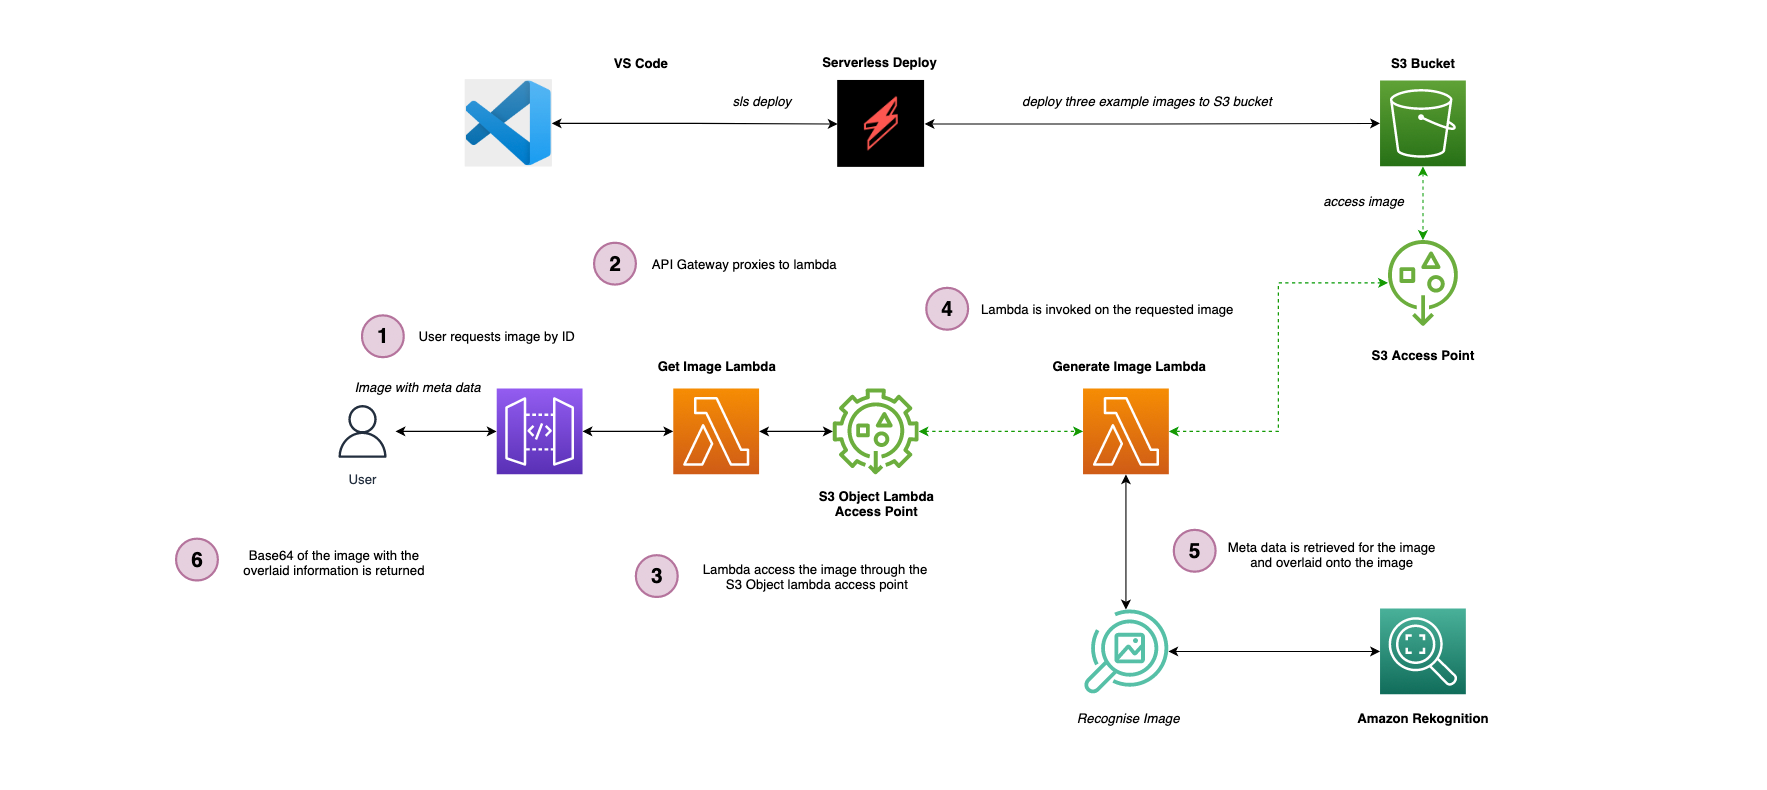 VS Code
Serverless Deploy
S3 Bucket
sls deploy
deploy three example images to S3 bucket
access image
2
API Gateway proxies to lambda
4
Lambda is invoked on the requested image
1
User requests image by ID
S3 Access Point
Get Image Lambda
Generate Image Lambda
Image with meta data
</>
User
S3 Object Lambda
Access Point
6
Base64 of the image with the
overlaid information is returned
3
Lambda access the image through the
S3 Object lambda access point
5
Meta data is retrieved for the image
and overlaid onto the image
Recognise Image
Amazon Rekognition